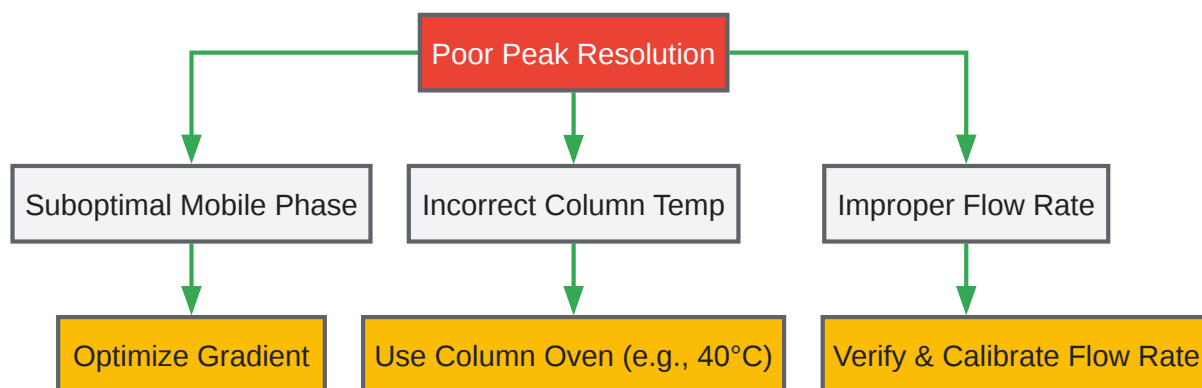 Poor Peak Resolution
Suboptimal Mobile Phase
Incorrect Column Temp
Improper Flow Rate
Optimize Gradient
Use Column Oven (e.g., 40°C)
Verify & Calibrate Flow Rate